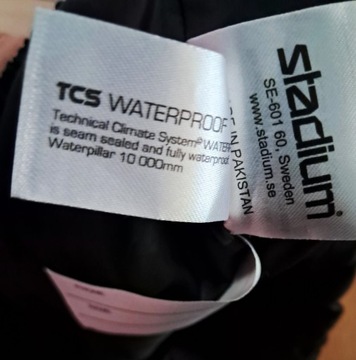 TCS WATERPROOF
Technical Climate System®
is seam sealed and fully waterproof
Waterpillar 10 000mm
IN PAKISTAN
stadium
SE-601 60, Sweden
www.stadium.se